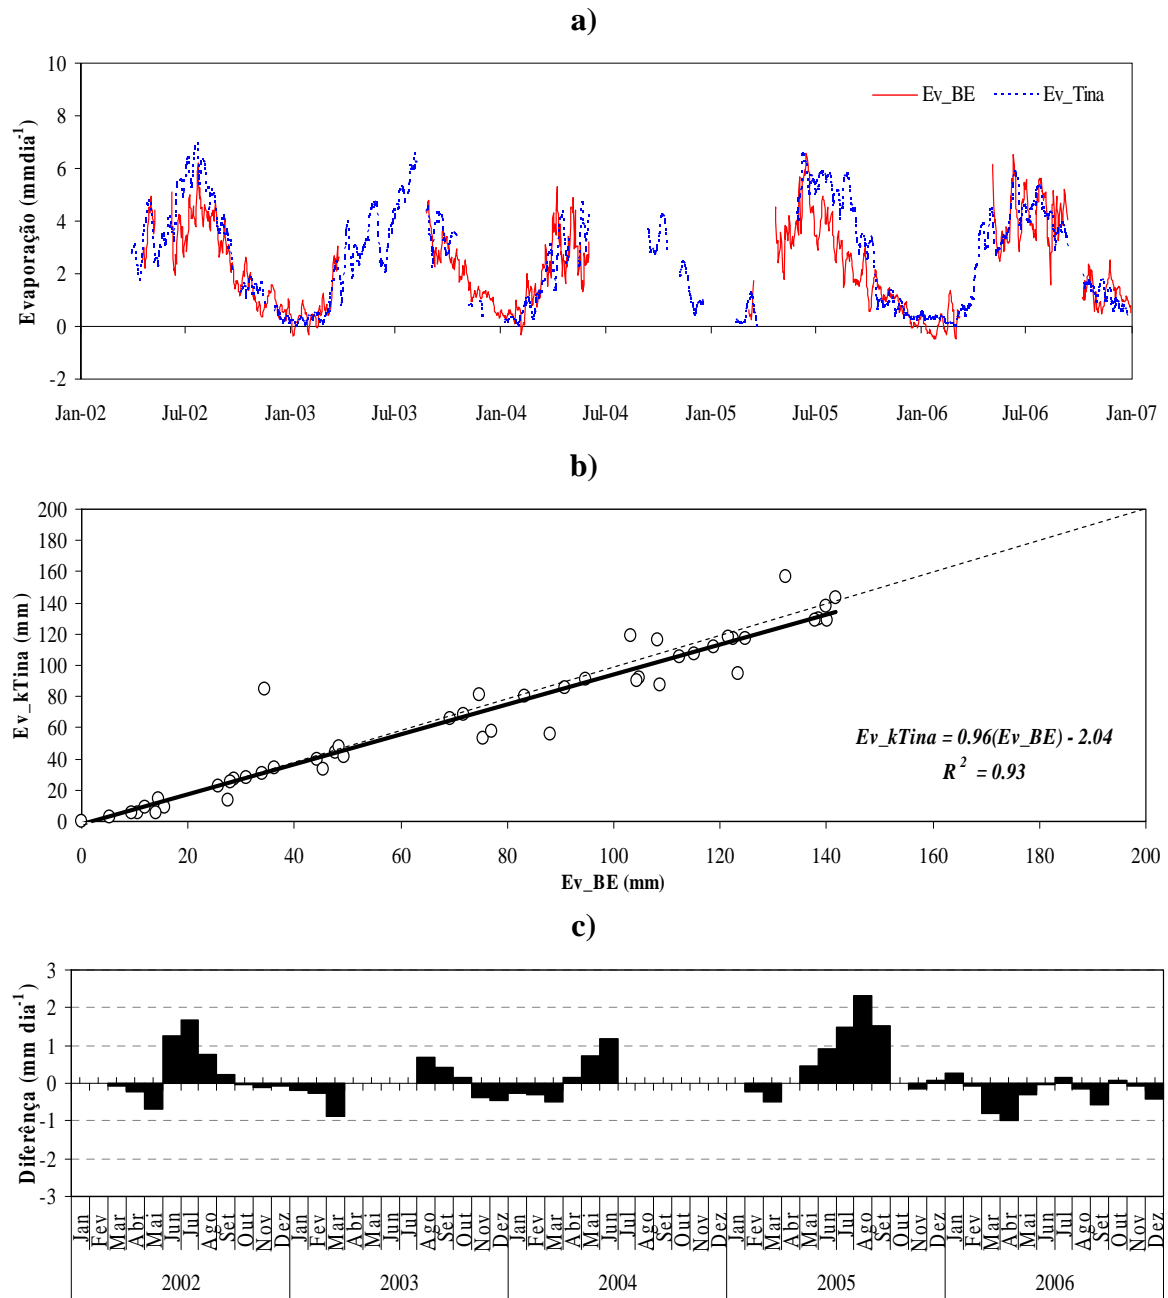 a)
Evaporação (mmdia-1)
10
8
6
4
2
0
-2
Ev_BE
Ev_Tina
Jan-02 Jul-02 Jan-03 Jul-03 Jan-04 Jul-04 Jan-05 Jul-05 Jan-06 Jul-06 Jan-07
b)
Ev_kTina (mm)
200
180
160
140
120
100
80
60
40
20
0
Ev_kTina = 0.96(Ev_BE) - 2.04
R2 = 0.93
0 20 40 60 80 100 120 140 160 180 200
Ev_BE (mm)
c)
Diferênça (mm dia-1)
3
2
1
0
-1
-2
-3
Jan Fev Mar Abr Mai Jun Jul Ago Set Out Nov Dez Jan Fev Mar Abr Mai Jun Jul Ago Set Out Nov Dez Jan Fev Mar Abr Mai Jun Jul Ago Set Out Nov Dez Jan Fev Mar Abr Mai Jun Jul Ago Set Out Nov Dez Jan Fev Mar Abr Mai Jun Jul Ago Set Out Nov Dez
2002 2003 2004 2005 2006